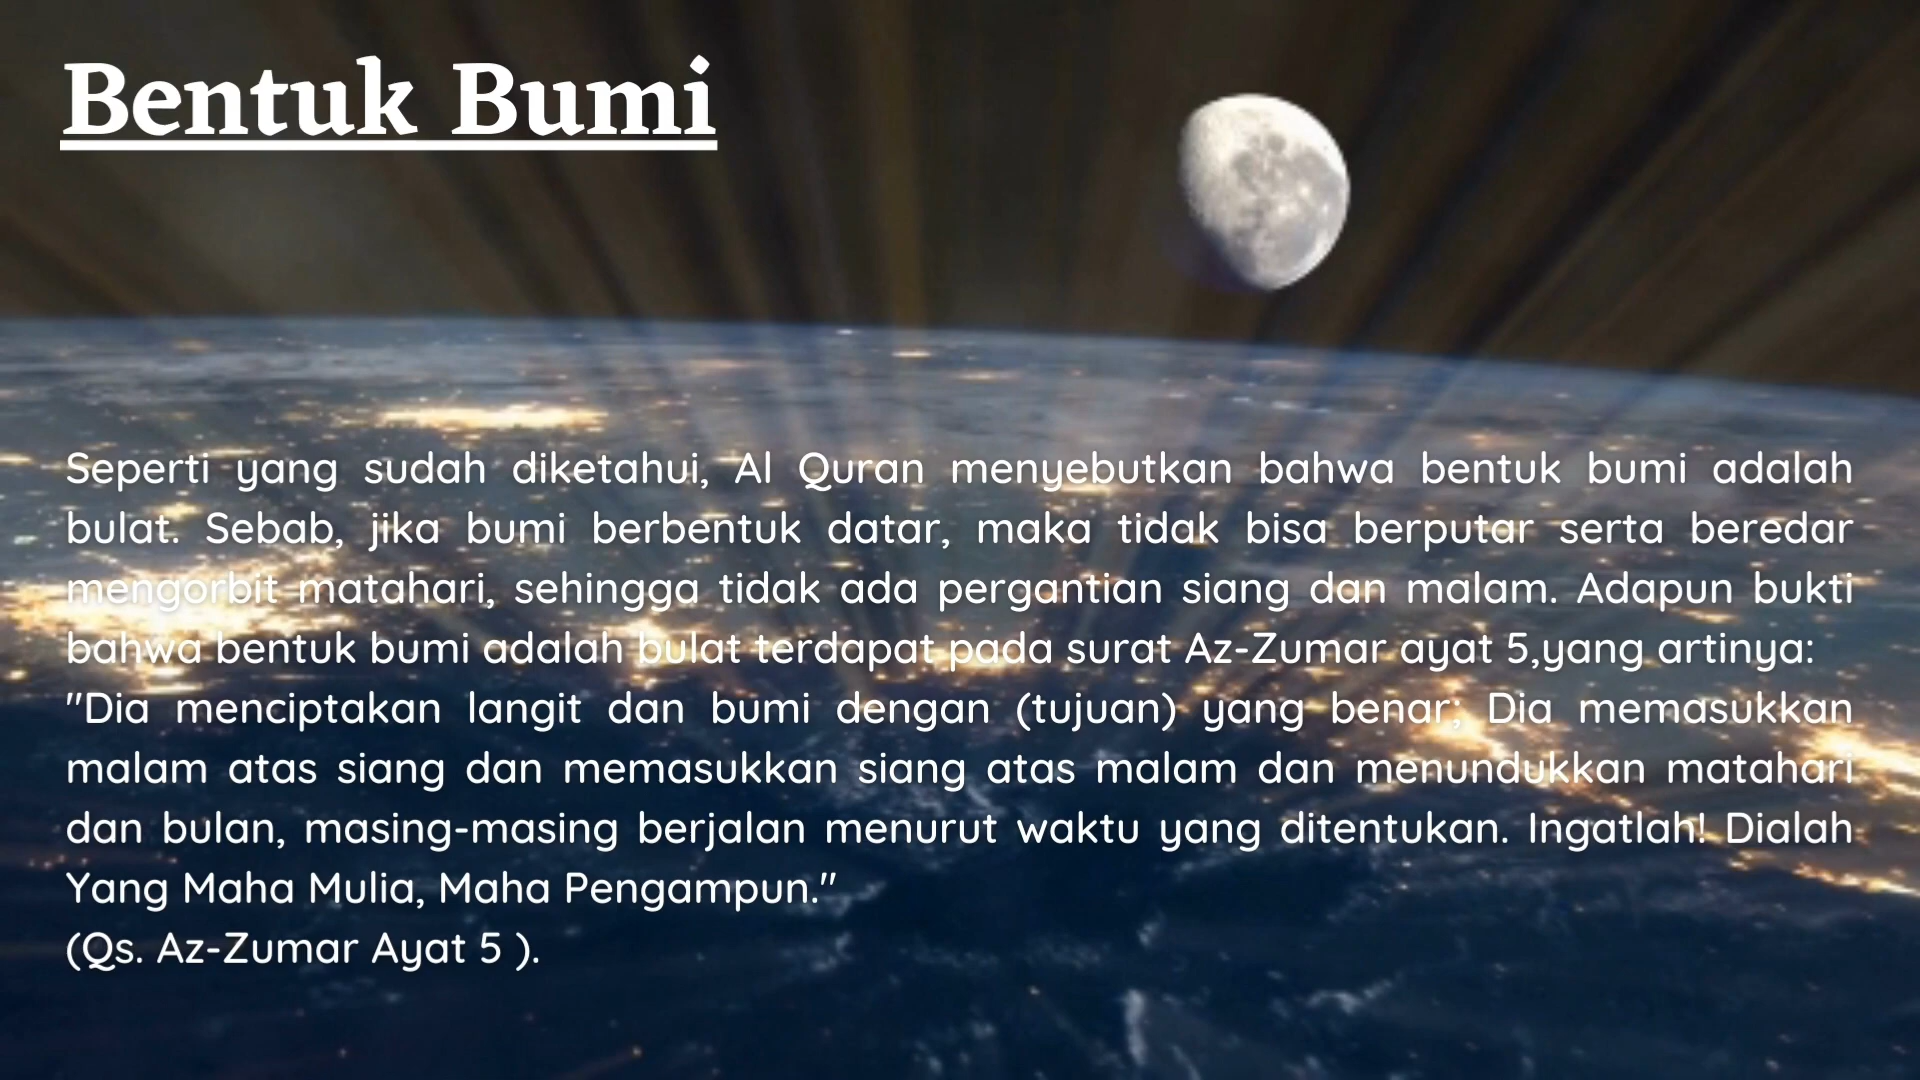 Bentuk Bumi
Seperti yang sudah diketahui, Al Quran menyebutkan bahwa bentuk bumi adalah
bulat. Sebab, jika bumi berbentuk datar, maka tidak bisa berputar serta beredar
mengorbit matahari, sehingga tidak ada pergantian siang dan malam. Adapun bukti
bahwa bentuk bumi adalah bulat terdapat pada surat Az-Zumar ayat 5,yang artinya:
"Dia menciptakan langit dan bumi dengan (tujuan) yang benar; Dia memasukkan
malam atas siang dan memasukkan siang atas malam dan menundukkan matahari
dan bulan, masing-masing berjalan menurut waktu yang ditentukan. Ingatlah! Dialah
Yang Maha Mulia, Maha Pengampun."
(Qs. Az-Zumar Ayat 5 ).